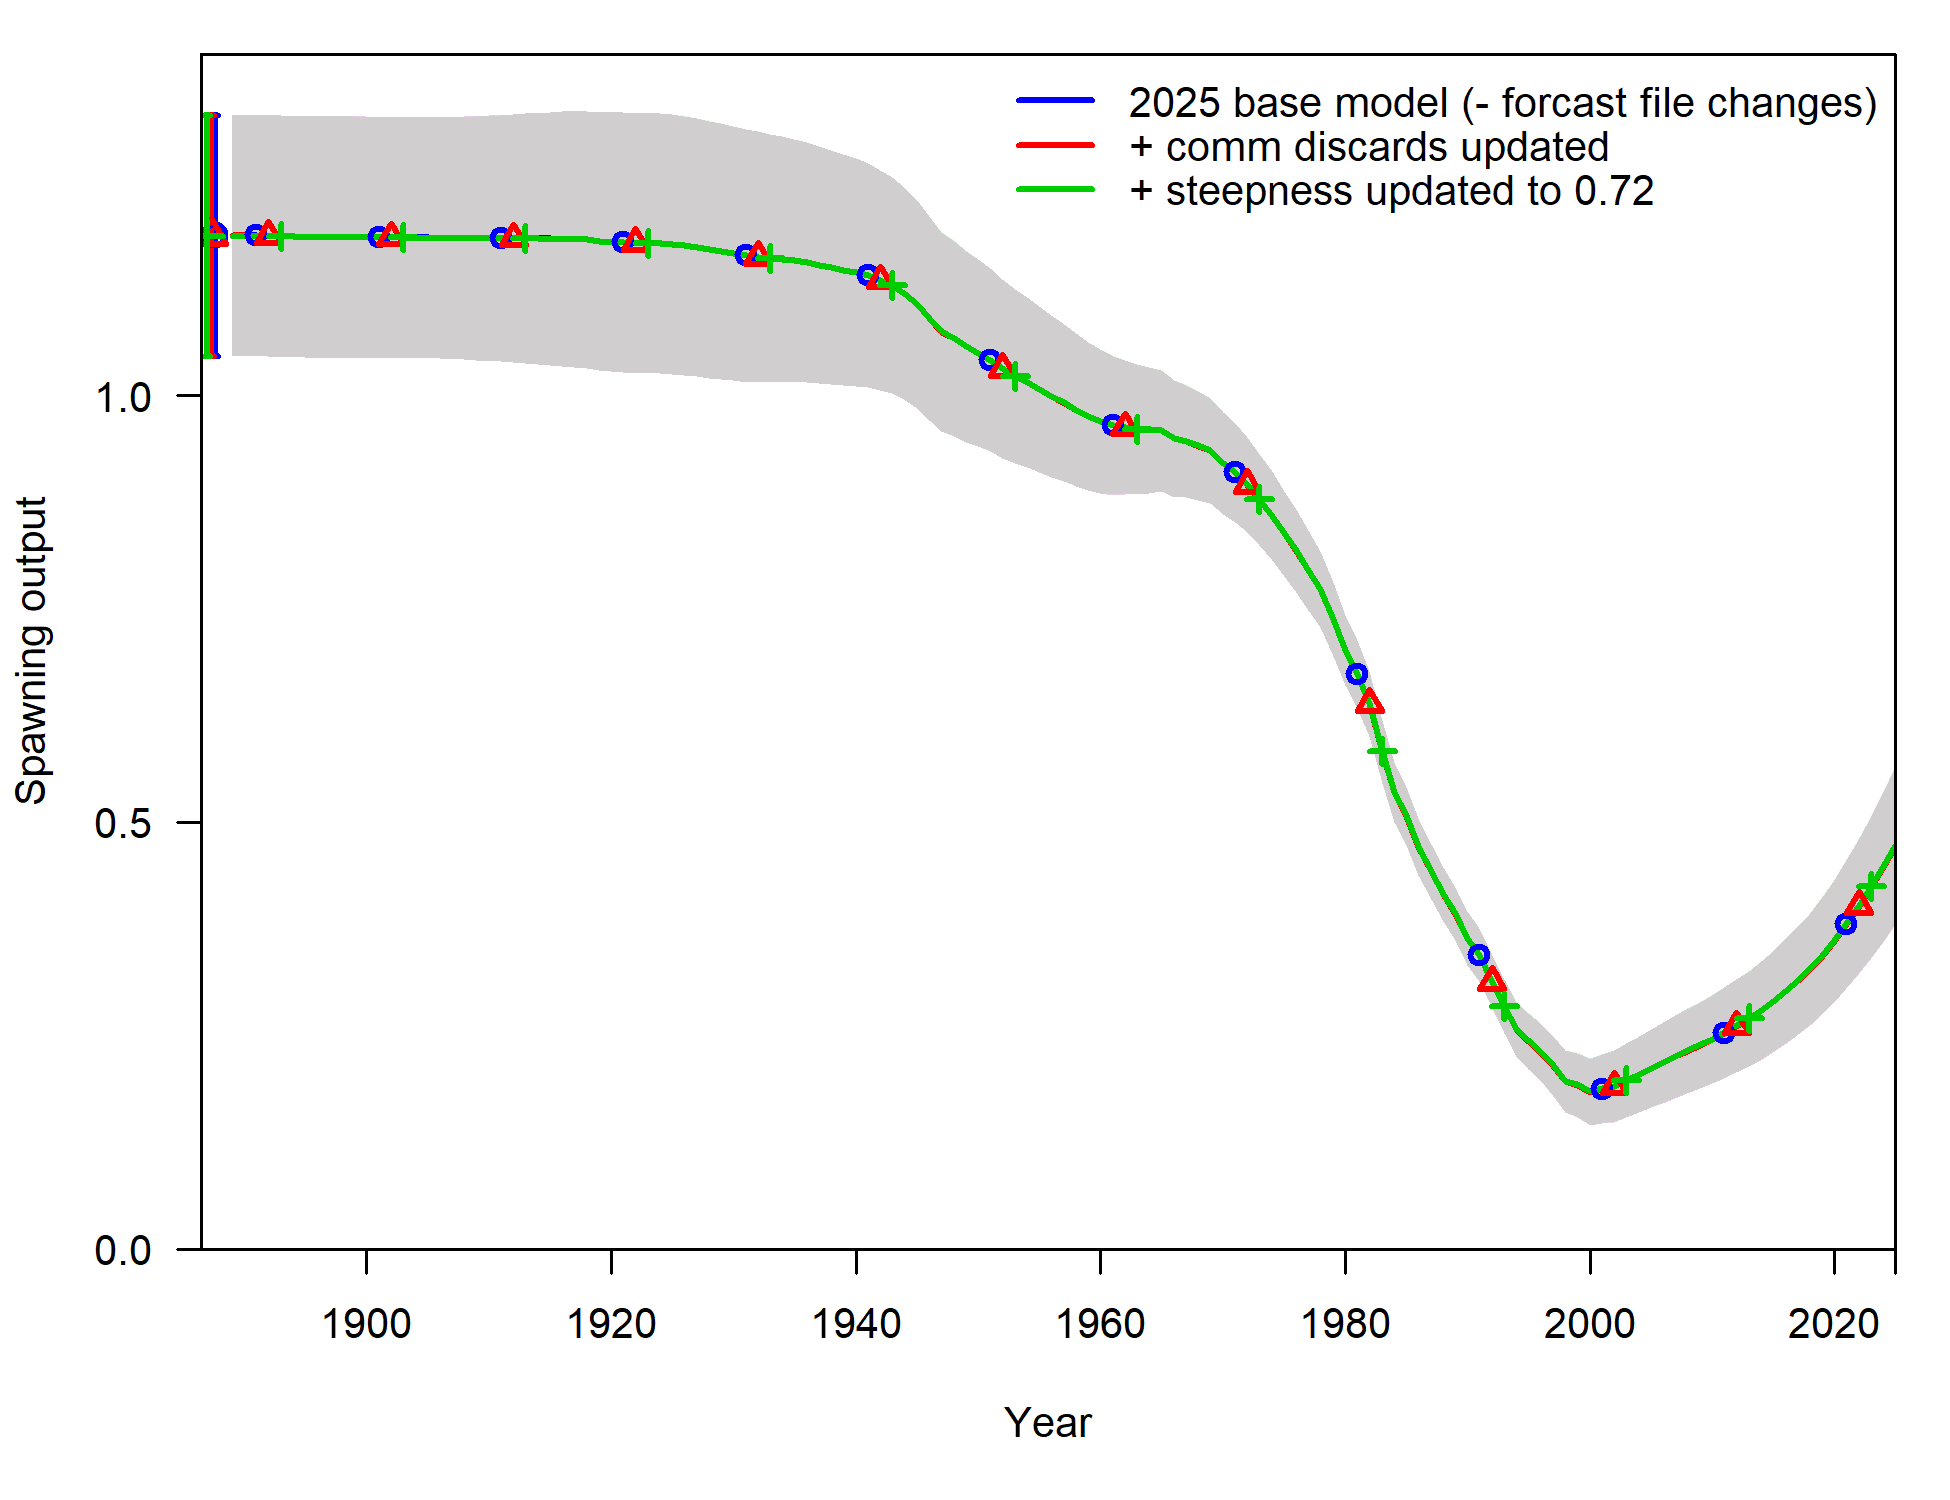 2025 base model (- forcast file changes)
+ comm discards updated
+ steepness updated to 0.72
Spawning output
1.0
0.5
0.0
1900
1920
1940
1960
1980
2000
2020
Year